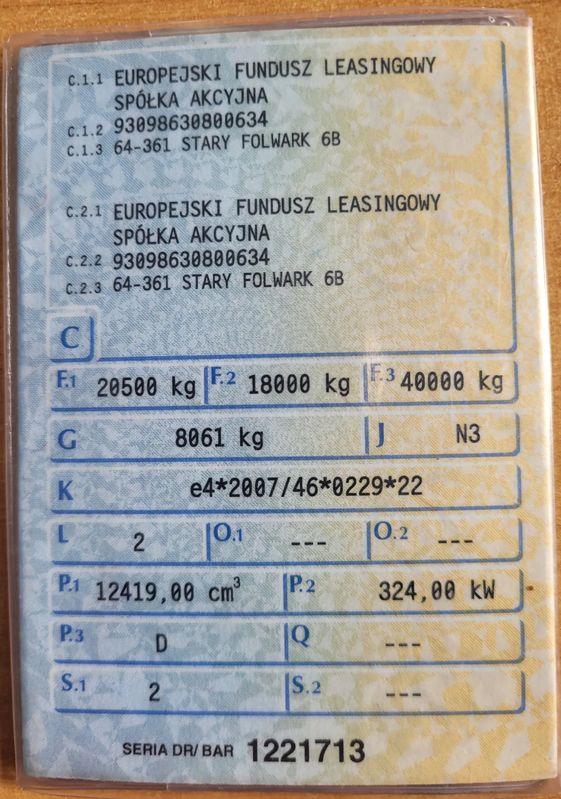 C.1.1 EUROPEJSKI FUNDUSZ LEASINGOWY
SPÓŁKA AKCYJNA
C.1.2 93098630800634
C.1.3 64-361 STARY FOLWARK 6B
C.2.1 EUROPEJSKI FUNDUSZ LEASINGOWY
SPÓŁKA AKCYJNA
C.2.2 93098630800634
C.2.3 64-361 STARY FOLWARK 6B
C
F.1 20500 kg F.2 18000 kg F.3 40000 kg
G 8061 kg J N3
K e4*2007/46*0229*22
L 2 O.1 --- O.2 ---
P.1 12419,00 cm³ P.2 324,00 kW
P.3 D Q ---
S.1 2 S.2 ---
SERIA DR/BAR 1221713